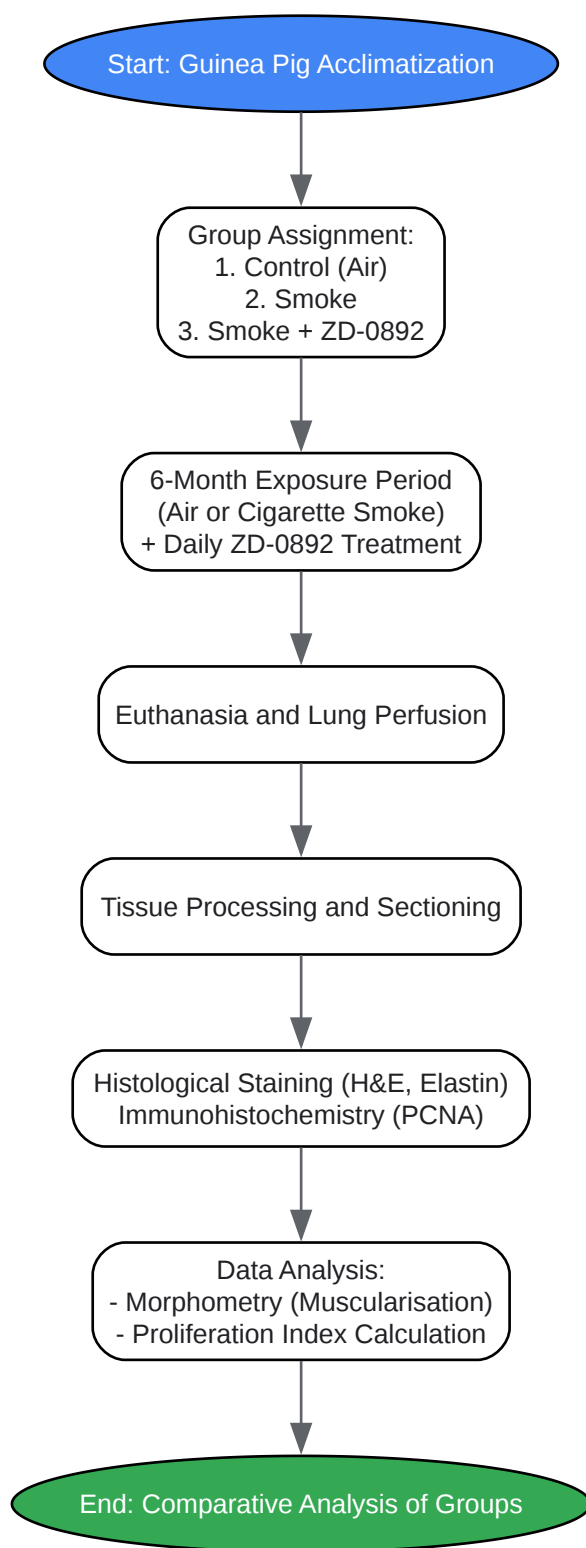 Start: Guinea Pig Acclimatization
Group Assignment:
1. Control (Air)
2. Smoke
3. Smoke + ZD-0892
6-Month Exposure Period
(Air or Cigarette Smoke)
+ Daily ZD-0892 Treatment
Euthanasia and Lung Perfusion
Tissue Processing and Sectioning
Histological Staining (H&E, Elastin)
Immunohistochemistry (PCNA)
Data Analysis:
- Morphometry (Muscularisation)
- Proliferation Index Calculation
End: Comparative Analysis of Groups